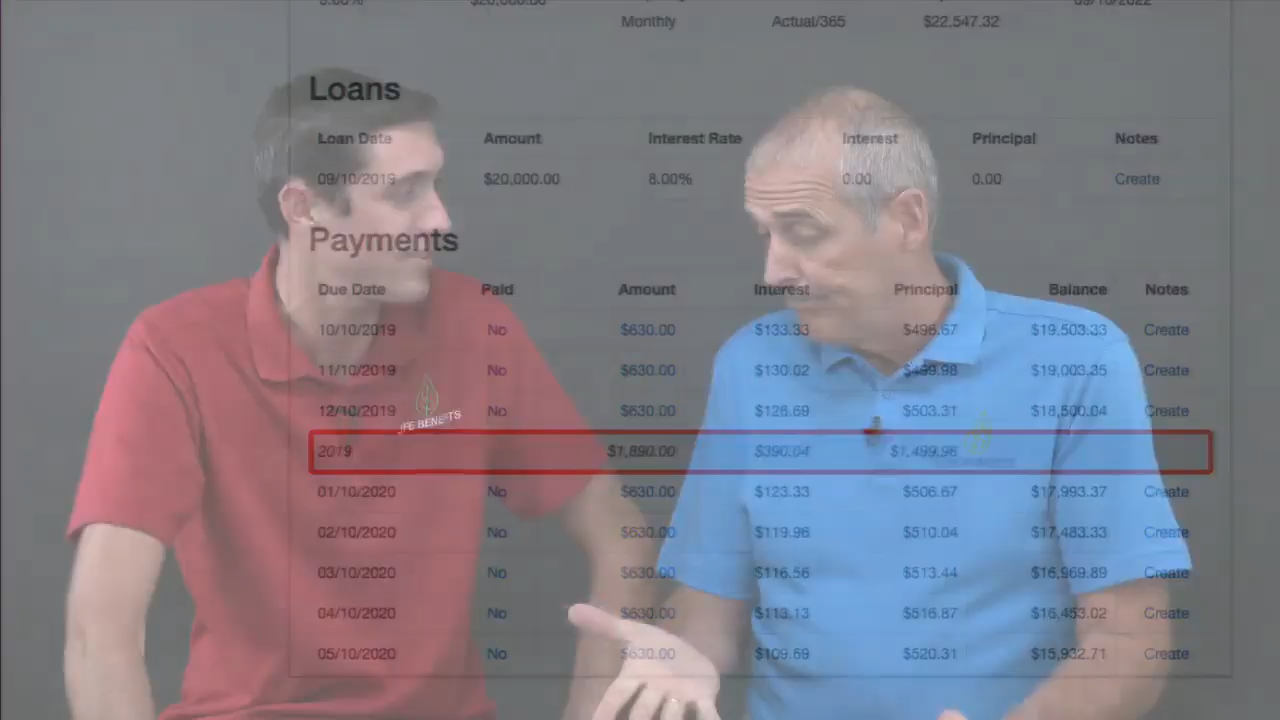 Monthly Actual/365 $22,547.32
Loans
Loan Date Amount Interest Rate Interest Principal Notes
09/10/2019 $20,000.00 8.00% 0.00 0.00 Create
Payments
Due Date Paid Amount Interest Principal Balance Notes
10/10/2019 No $630.00 $133.33 $496.67 $19,503.33 Create
11/10/2019 No $630.00 $130.02 $499.98 $19,003.35 Create
12/10/2019 No $630.00 $126.69 $503.31 $18,500.04 Create
2019 $1,890.00 $390.04 $1,499.96
01/10/2020 No $630.00 $123.33 $506.67 $17,993.37 Create
02/10/2020 No $630.00 $119.96 $510.04 $17,483.33 Create
03/10/2020 No $630.00 $116.56 $513.44 $16,969.89 Create
04/10/2020 No $630.00 $113.13 $516.87 $16,453.02 Create
05/10/2020 No $630.00 $109.69 $520.31 $15,932.71 Create
LIFE BENEFITS